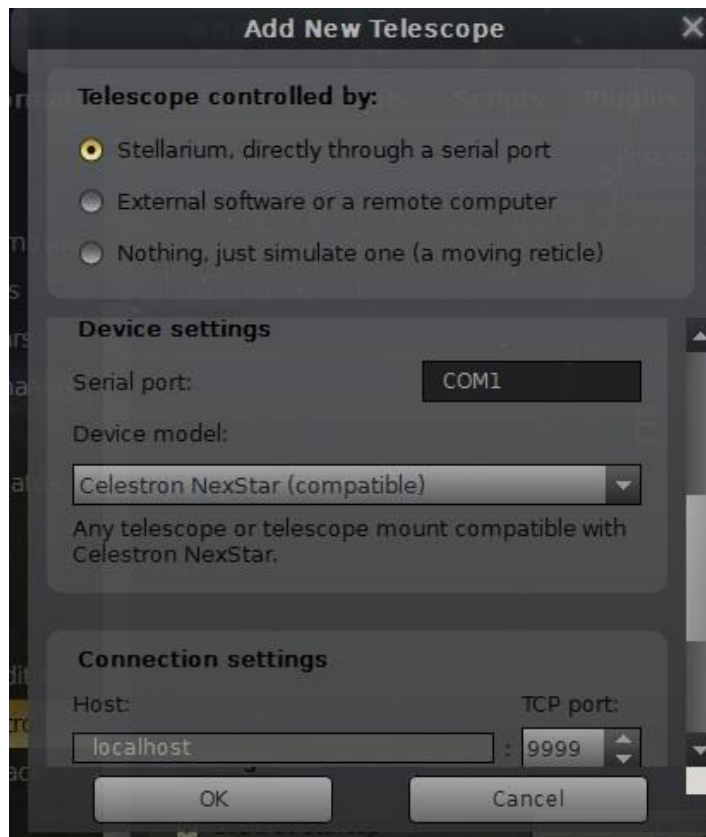 Add New Telescope
Telescope controlled by:
Scripts Plugins
Stellarium, directly through a serial port
External software or a remote computer
Nothing, just simulate one (a moving reticle)
Device settings
Serial port: COM1
Device model:
Celestron NexStar (compatible)
Any telescope or telescope mount compatible with
Celestron NexStar.
Connection settings
Host: TCP port:
localhost : 9999
OK Cancel